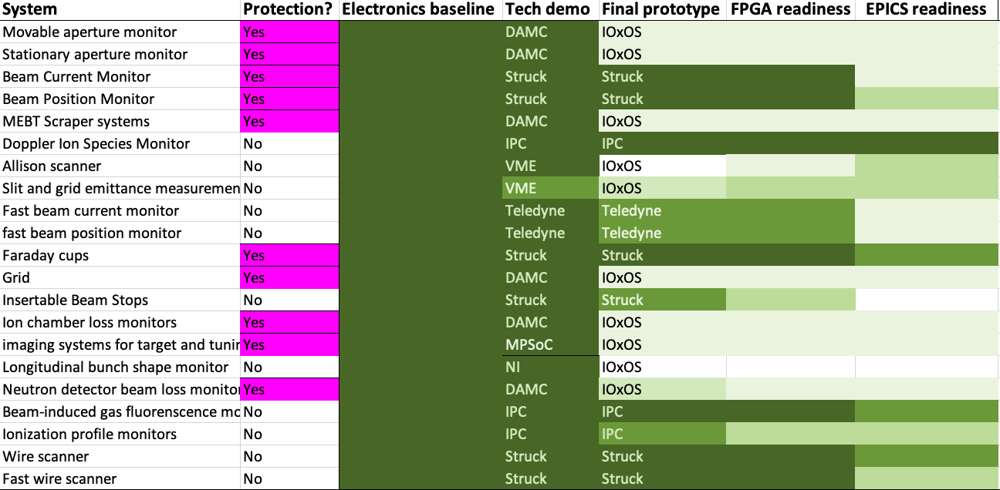 System Protection? Electronics baseline Tech demo Final prototype FPGA readiness EPICS readiness
Movable aperture monitor Yes DAMC IOxOS
Stationary aperture monitor Yes DAMC IOxOS
Beam Current Monitor Yes Struck Struck
Beam Position Monitor Yes Struck Struck
MEBT Scraper systems Yes DAMC IOxOS
Doppler Ion Species Monitor No IPC IPC
Allison scanner No VME IOxOS
Slit and grid emittance measuremen No VME IOxOS
Fast beam current monitor No Teledyne Teledyne
fast beam position monitor No Teledyne Teledyne
Faraday cups Yes Struck Struck
Grid Yes DAMC IOxOS
Insertable Beam Stops No Struck Struck
Ion chamber loss monitors Yes DAMC IOxOS
imaging systems for target and tunin Yes MPSoC IOxOS
Longitudinal bunch shape monitor No NI IOxOS
Neutron detector beam loss monitor Yes DAMC IOxOS
Beam-induced gas fluorenscence mo No IPC IPC
Ionization profile monitors No IPC IPC
Wire scanner No Struck Struck
Fast wire scanner No Struck Struck